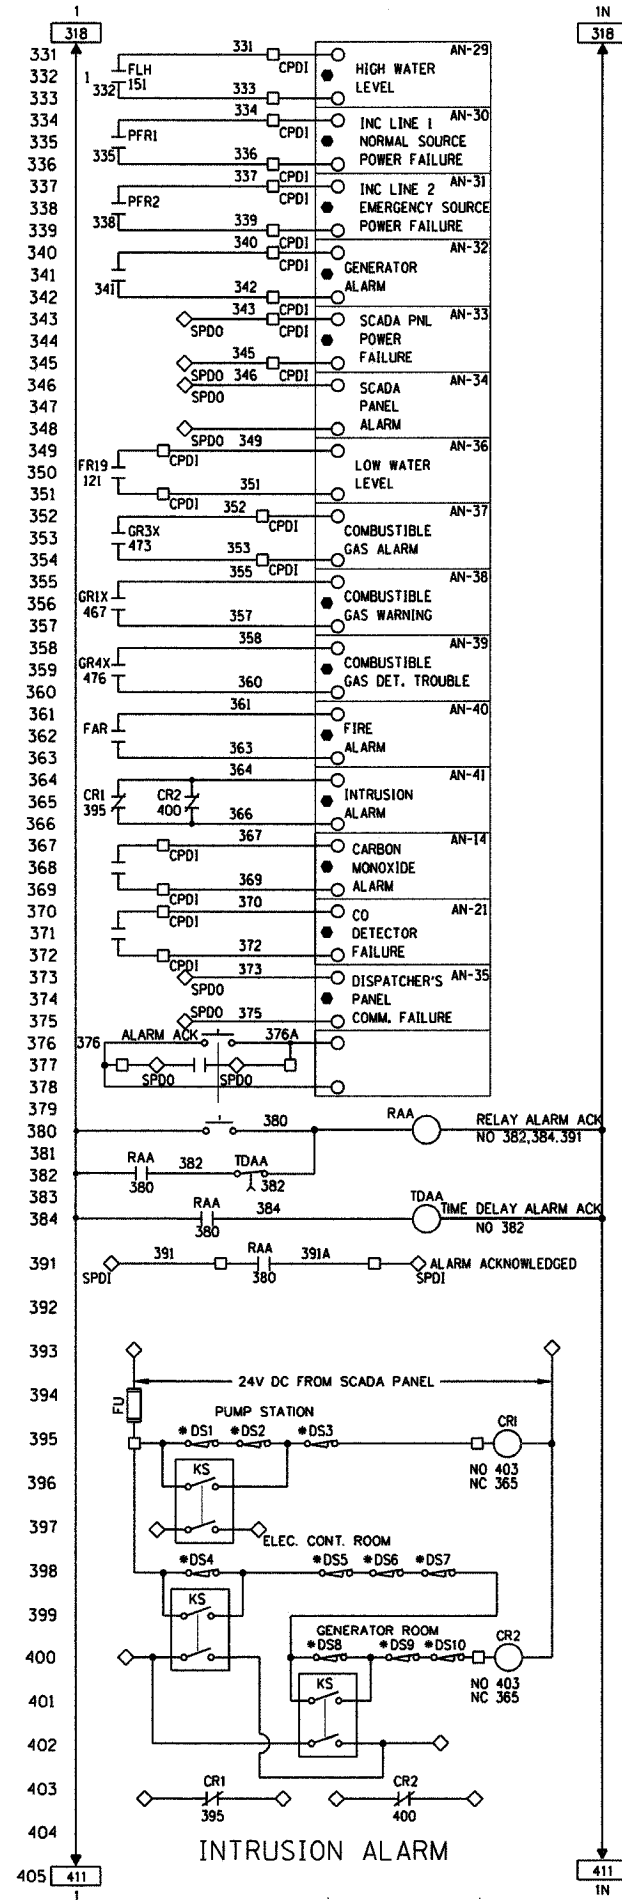 1 1N
318 318
331 331 CPDI AN-29
332 1 FLH 151 HIGH WATER LEVEL
333 332 333
334 334 CPDI AN-30
335 PFR1 INC LINE 1 NORMAL SOURCE POWER FAILURE
336 335 336
337 337 CPDI CPDI AN-31
338 PFR2 INC LINE 2 EMERGENCY SOURCE POWER FAILURE
339 338 339
340 340 CPDI CPDI AN-32
341 GENERATOR ALARM
342 341 342
343 SPDO 343 CPDI CPDI AN-33
344 SCADA PNL POWER FAILURE
345 SPDO 345 CPDI
346 SPDO 346 AN-34
347 SCADA PANEL ALARM
348 SPDO
349 CPDI 349 AN-36
350 FR19 121 LOW WATER LEVEL
351 CPDI 351
352 352 CPDI AN-37
353 GR3X 473 COMBUSTIBLE GAS ALARM
354 353 CPDI
355 355 AN-38
356 GR1X 467 COMBUSTIBLE GAS WARNING
357 357
358 358 AN-39
359 GR4X 476 COMBUSTIBLE GAS DET. TROUBLE
360 360
361 361 AN-40
362 FAR FIRE ALARM
363 363
364 364 AN-41
365 CR1 395 CR2 400 INTRUSION ALARM
366 366
367 CPDI 367 AN-14
368 CARBON MONOXIDE ALARM
369 CPDI 369
370 CPDI 370 AN-21
371 CO DETECTOR FAILURE
372 CPDI 372
373 SPDO 373 AN-35
374 DISPATCHER'S PANEL COMM. FAILURE
375 SPDO 375
376 376 ALARM ACK 376A
377 SPDO SPDO
378
379
380 380 RAA RELAY ALARM ACK
NO 382,384.391
381
382 RAA 380 382 TDAA 382
383
384 RAA 380 384 TDAA TIME DELAY ALARM ACK
NO 382
391 SPDI 391 RAA 380 391A SPDI ALARM ACKNOWLEDGED
392
393
24V DC FROM SCADA PANEL
394 FU
PUMP STATION
395 *DS1 *DS2 *DS3 CR1
NO 403
NC 365
396 KS
397
ELEC. CONT. ROOM
398 *DS4 *DS5 *DS6 *DS7
399 KS
GENERATOR ROOM
400 *DS8 *DS9 *DS10 CR2
NO 403
NC 365
401 KS
402
403 CR1 395 CR2 400
404
INTRUSION ALARM
405 411 411
1 1N